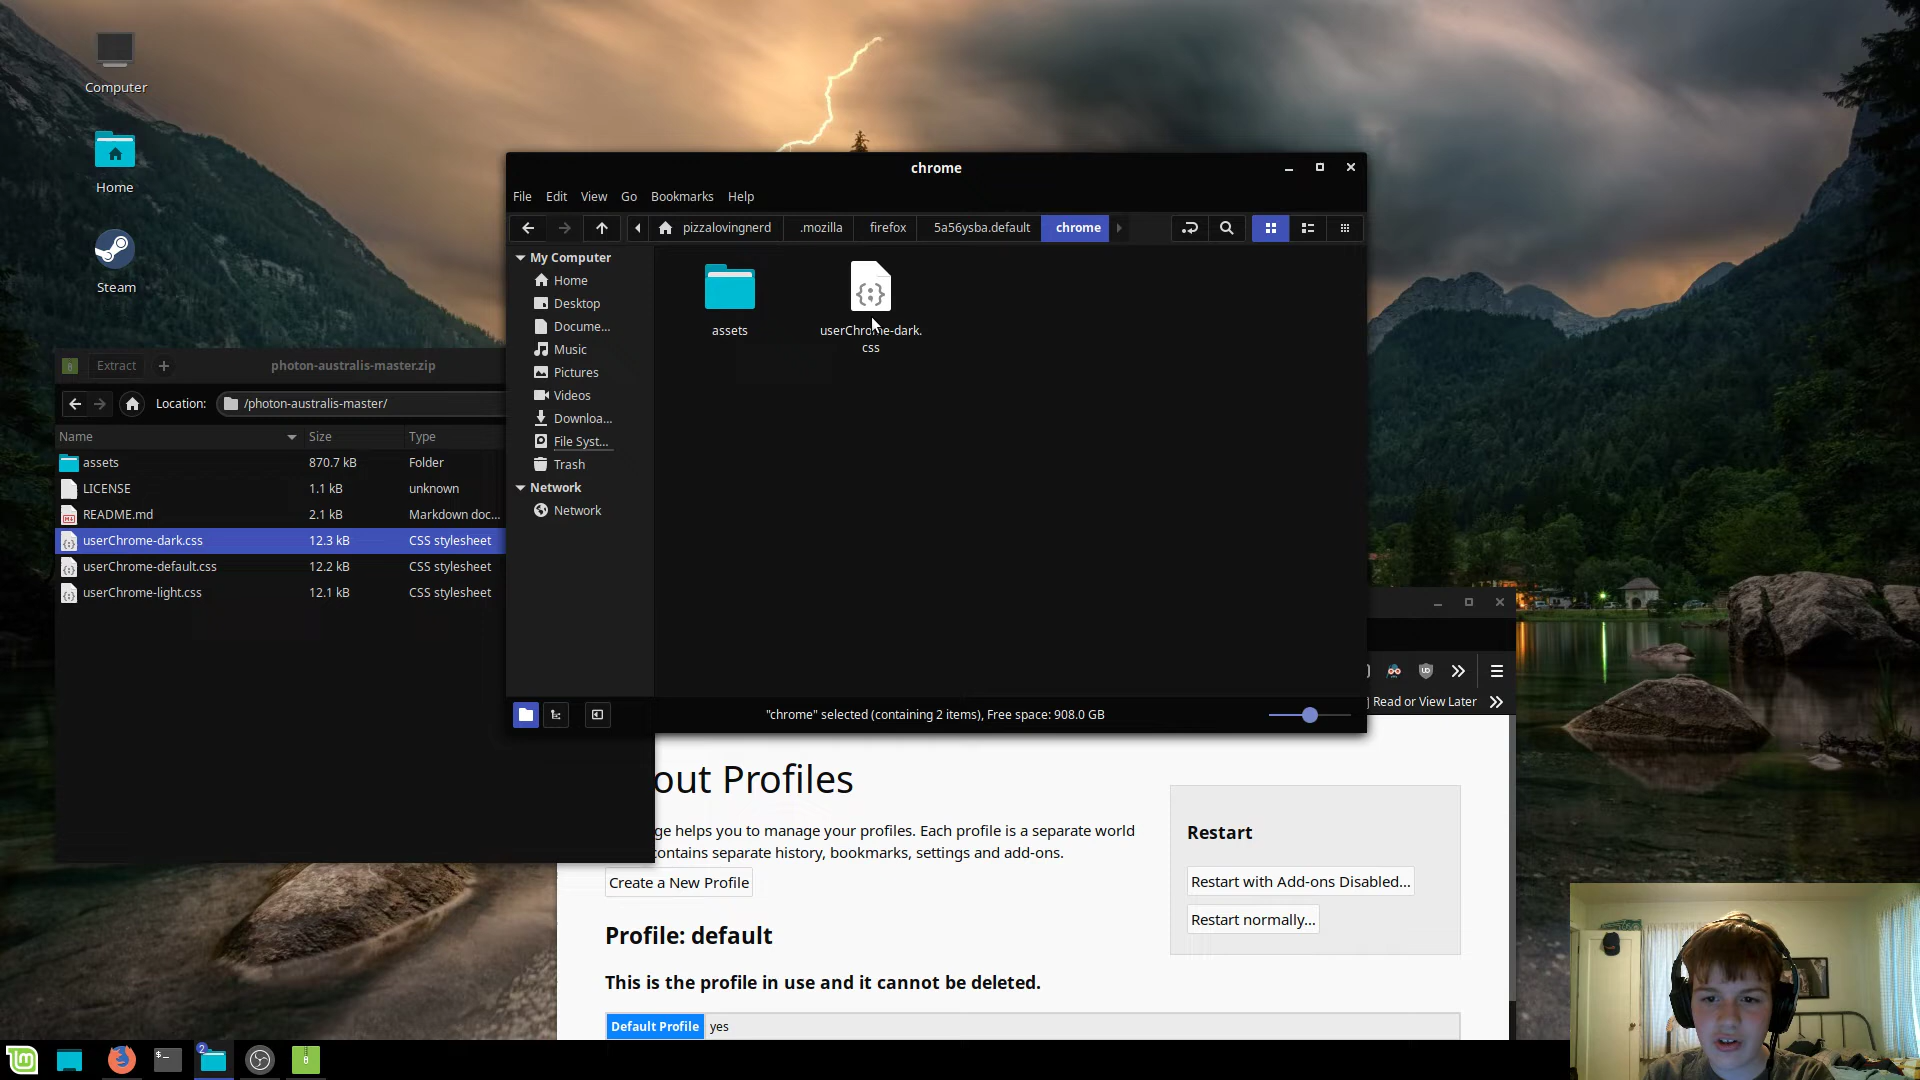 Computer
Home
Steam
chrome
File Edit View Go Bookmarks Help
pizzalovingnerd .mozilla firefox 5a56ysba.default chrome
My Computer
Home
Desktop
Docume...
Music
Pictures
Videos
Downloa...
File Syst...
Trash
Network
Network
assets
userChrome-dark.
css
"chrome" selected (containing 2 items), Free space: 908.0 GB
Extract photon-australis-master.zip
Location: /photon-australis-master/
Name Size Type
assets 870.7 kB Folder
LICENSE 1.1 kB unknown
README.md 2.1 kB Markdown doc...
userChrome-dark.css 12.3 kB CSS stylesheet
userChrome-default.css 12.2 kB CSS stylesheet
userChrome-light.css 12.1 kB CSS stylesheet
Read or View Later
out Profiles
ge helps you to manage your profiles. Each profile is a separate world
ontains separate history, bookmarks, settings and add-ons.
Create a New Profile
Restart
Restart with Add-ons Disabled...
Restart normally...
Profile: default
This is the profile in use and it cannot be deleted.
Default Profile yes
2